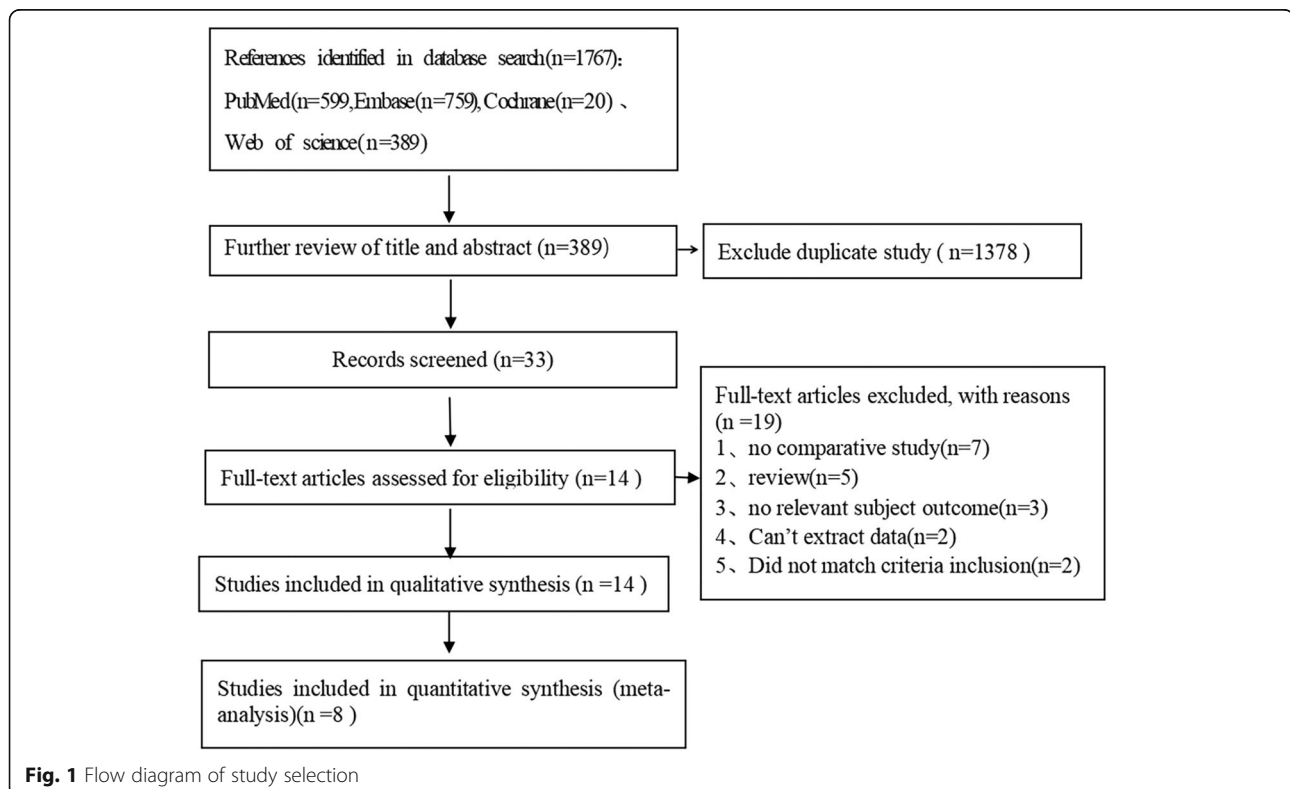 References identified in database search(n=1767):
PubMed(n=599,Embase(n=759),Cochrane(n=20) 、
Web of science(n=389)
Further review of title and abstract (n=389)
Exclude duplicate study ( n=1378 )
Records screened (n=33)
Full-text articles excluded, with reasons
(n =19)
1、no comparative study(n=7)
2、review(n=5)
3、no relevant subject outcome(n=3)
4、Can't extract data(n=2)
5、Did not match criteria inclusion(n=2)
Full-text articles assessed for eligibility (n=14 )
Studies included in qualitative synthesis (n =14 )
Studies included in quantitative synthesis (meta-
analysis)(n =8 )
Fig. 1 Flow diagram of study selection